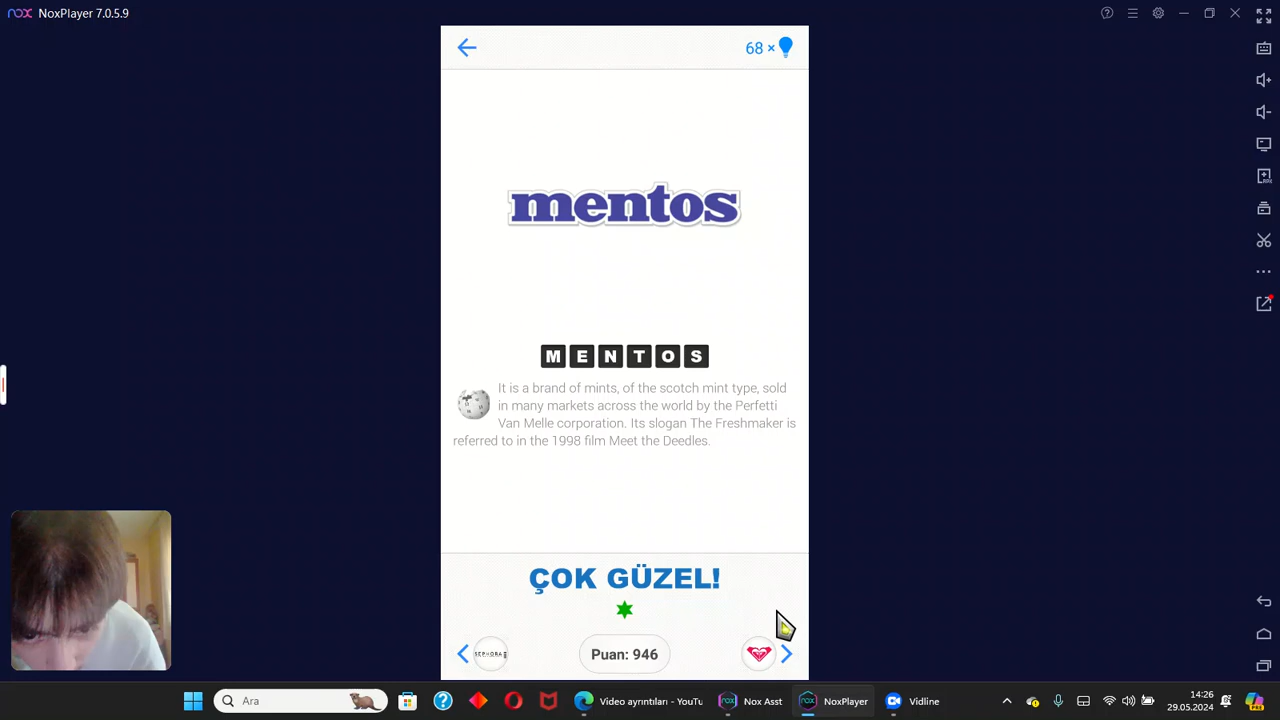 NoxPlayer 7.0.5.9
68 ×
mentos
MENTOS
It is a brand of mints, of the scotch mint type, sold
in many markets across the world by the Perfetti
Van Melle corporation. Its slogan The Freshmaker is
referred to in the 1998 film Meet the Deedles.
ÇOK GÜZEL!
SEPHORA
Puan: 946
Ara
Video ayrıntıları - YouTu
Nox Asst
NoxPlayer
Vidline
14:26
29.05.2024